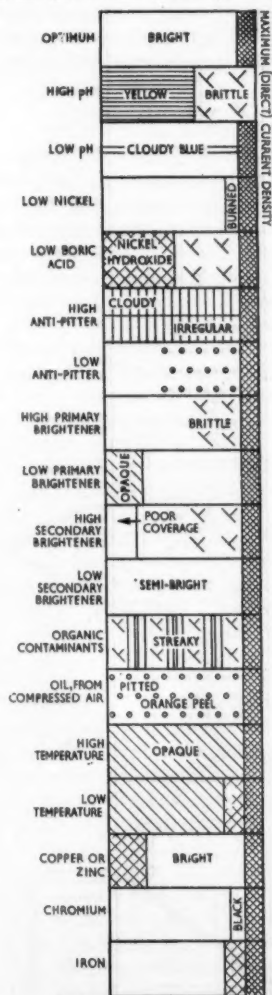 MAXIMUM (DIRECT) CURRENT DENSITY
OPTIMUM
BRIGHT
HIGH pH
YELLOW
BRITTLE
LOW pH
CLOUDY BLUE
LOW NICKEL
BURNED
LOW BORIC
ACID
NICKEL
HYDROXIDE
HIGH
ANTI-PITTER
CLOUDY
IRREGULAR
LOW
ANTI-PITTER
HIGH PRIMARY
BRIGHTENER
BRITTLE
LOW PRIMARY
BRIGHTENER
OPAQUE
HIGH
SECONDARY
BRIGHTENER
POOR
COVERAGE
LOW
SECONDARY
BRIGHTENER
SEMI-BRIGHT
ORGANIC
CONTAMINANTS
STREAKY
OIL, FROM
COMPRESSED AIR
PITTED
ORANGE PEEL
HIGH
TEMPERATURE
OPAQUE
LOW
TEMPERATURE
COPPER OR
ZINC
BRIGHT
CHROMIUM
BLACK
IRON